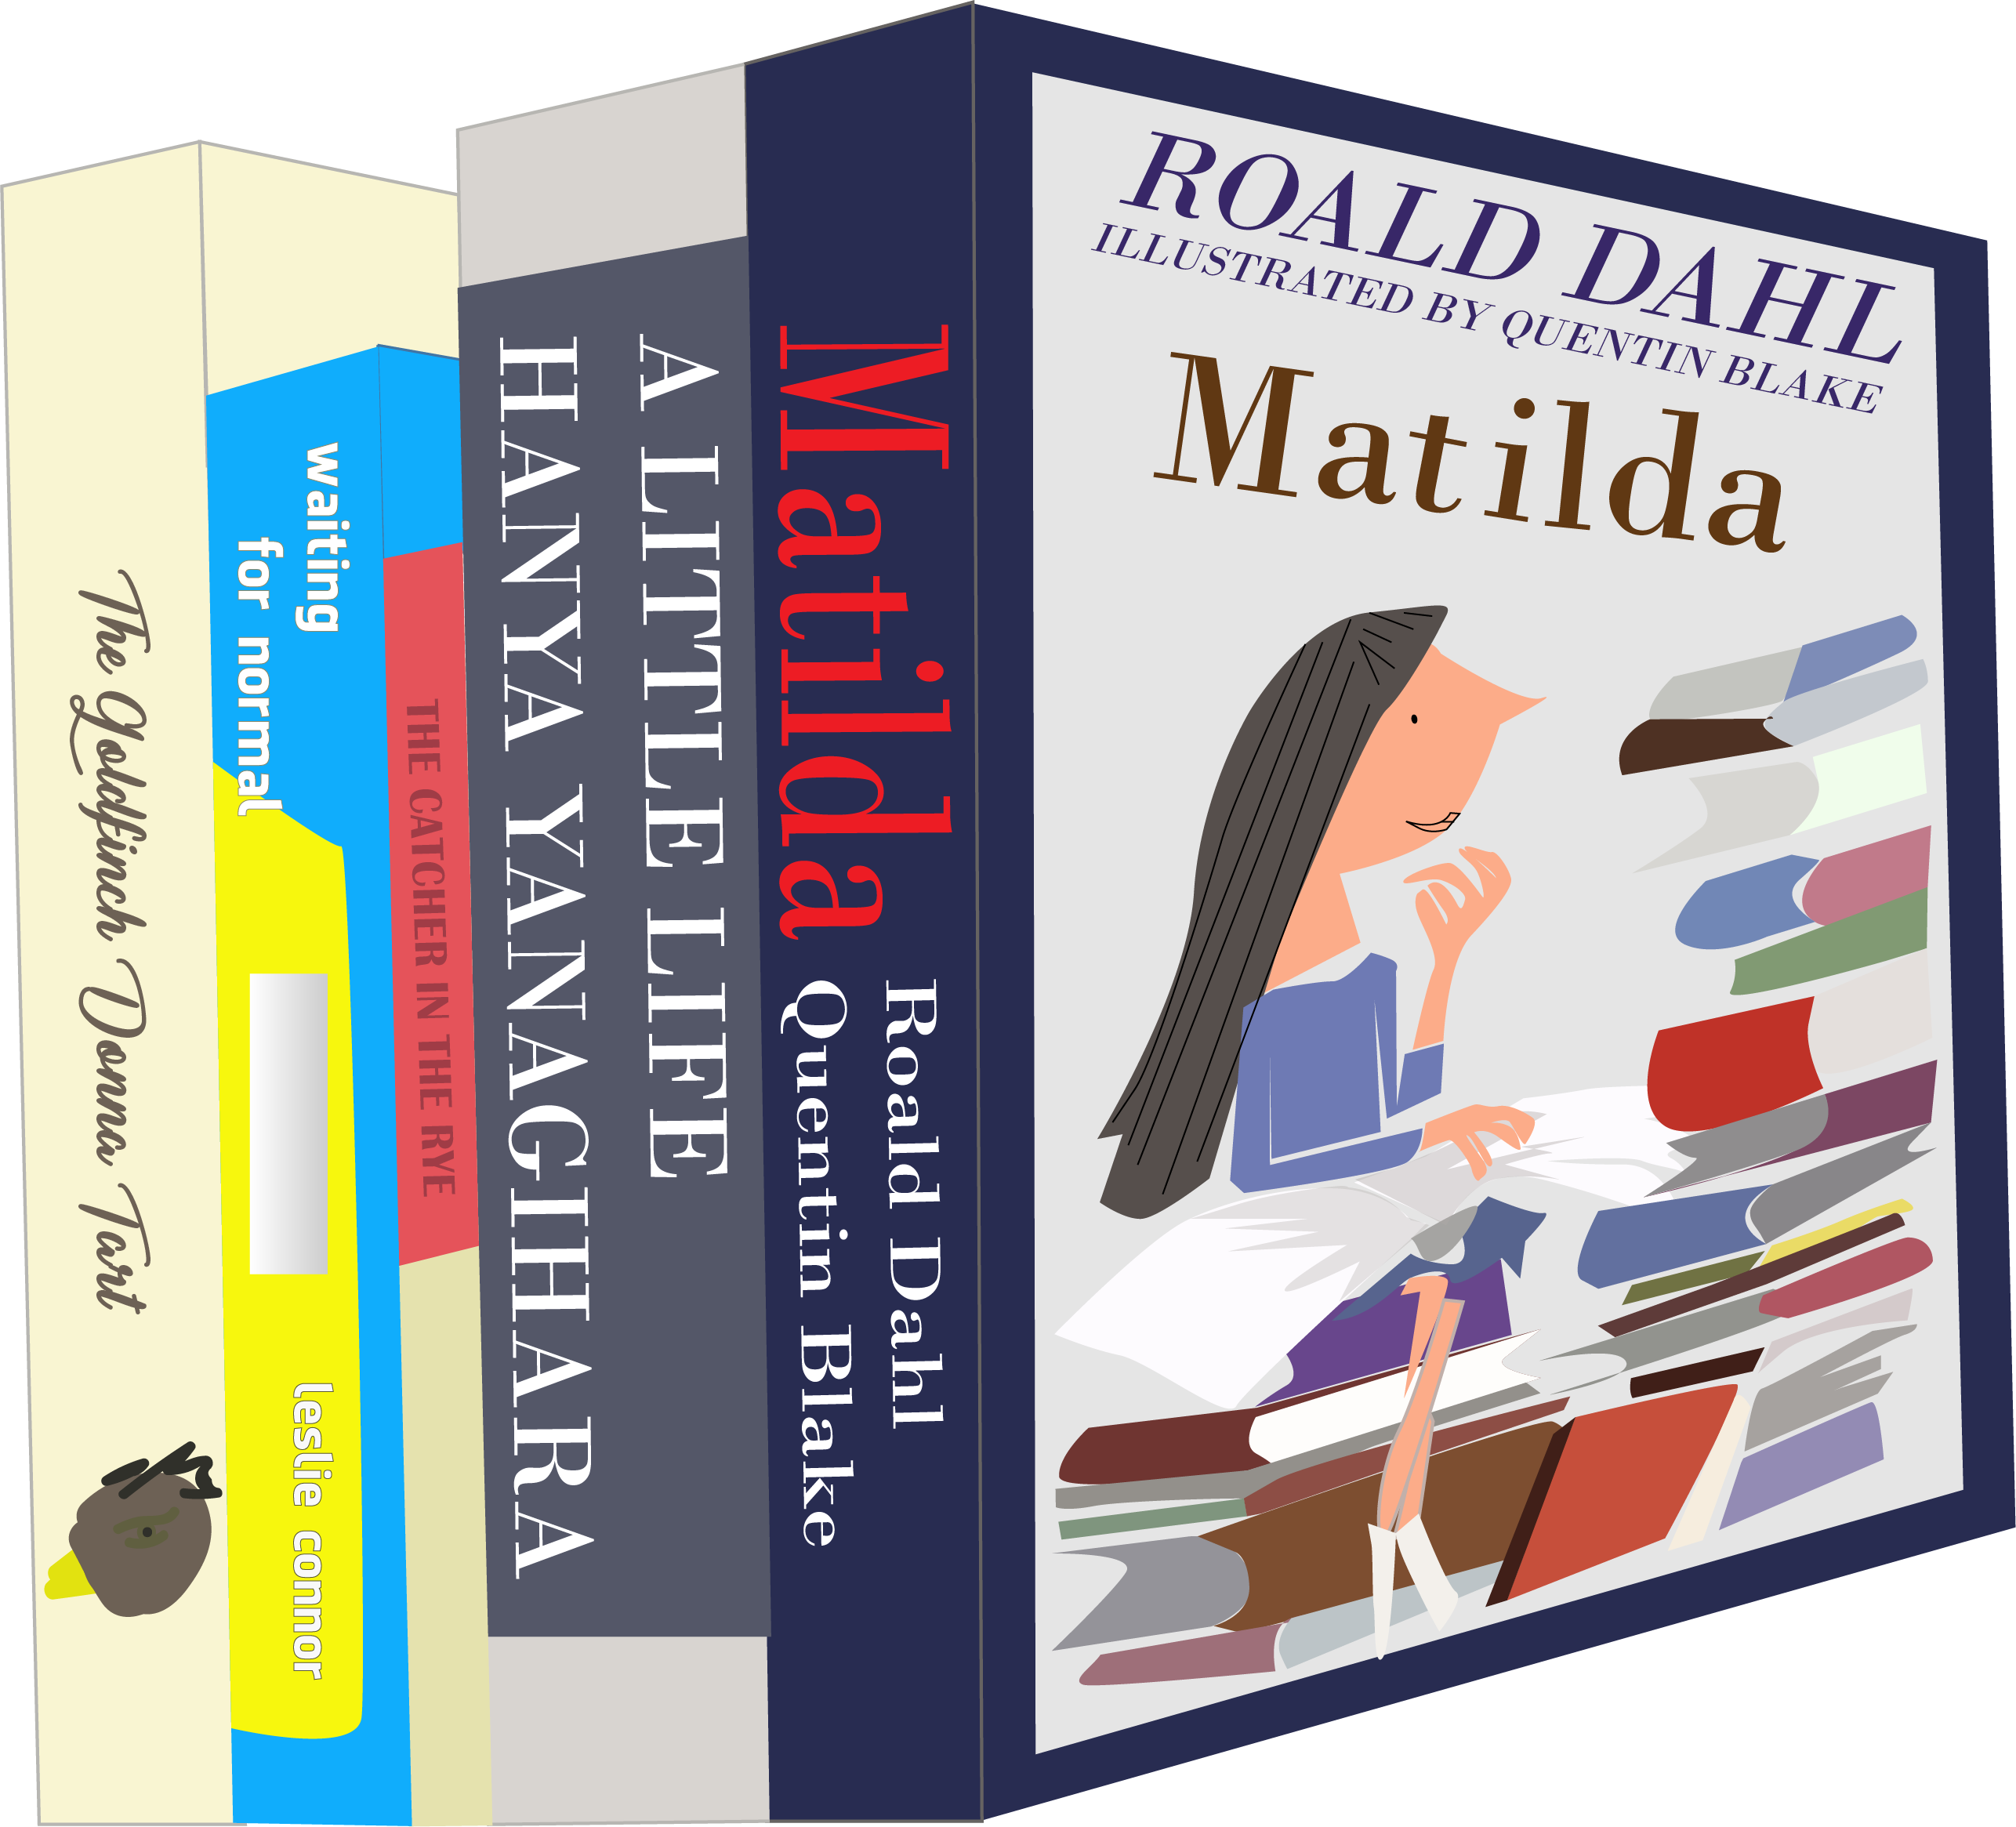 The Goldfinch Donna Tart
waiting
for normal
leslie connor
THE CATCHER IN THE RYE
A LITTLE LIFE
HANYA YANAGIHARA
Matilda
Roald Dahl
Quentin Blake
ROALD DAHL
ILLUSTRATED BY QUENTIN BLAKE
Matilda